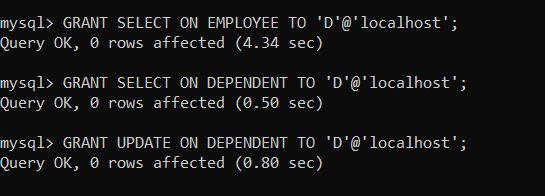 mysql> GRANT SELECT ON EMPLOYEE TO 'D'@'localhost';
Query OK, 0 rows affected (4.34 sec)
mysql> GRANT SELECT ON DEPENDENT TO 'D'@'localhost';
Query OK, 0 rows affected (0.50 sec)
mysql> GRANT UPDATE ON DEPENDENT TO 'D'@'localhost';
Query OK, 0 rows affected (0.80 sec)